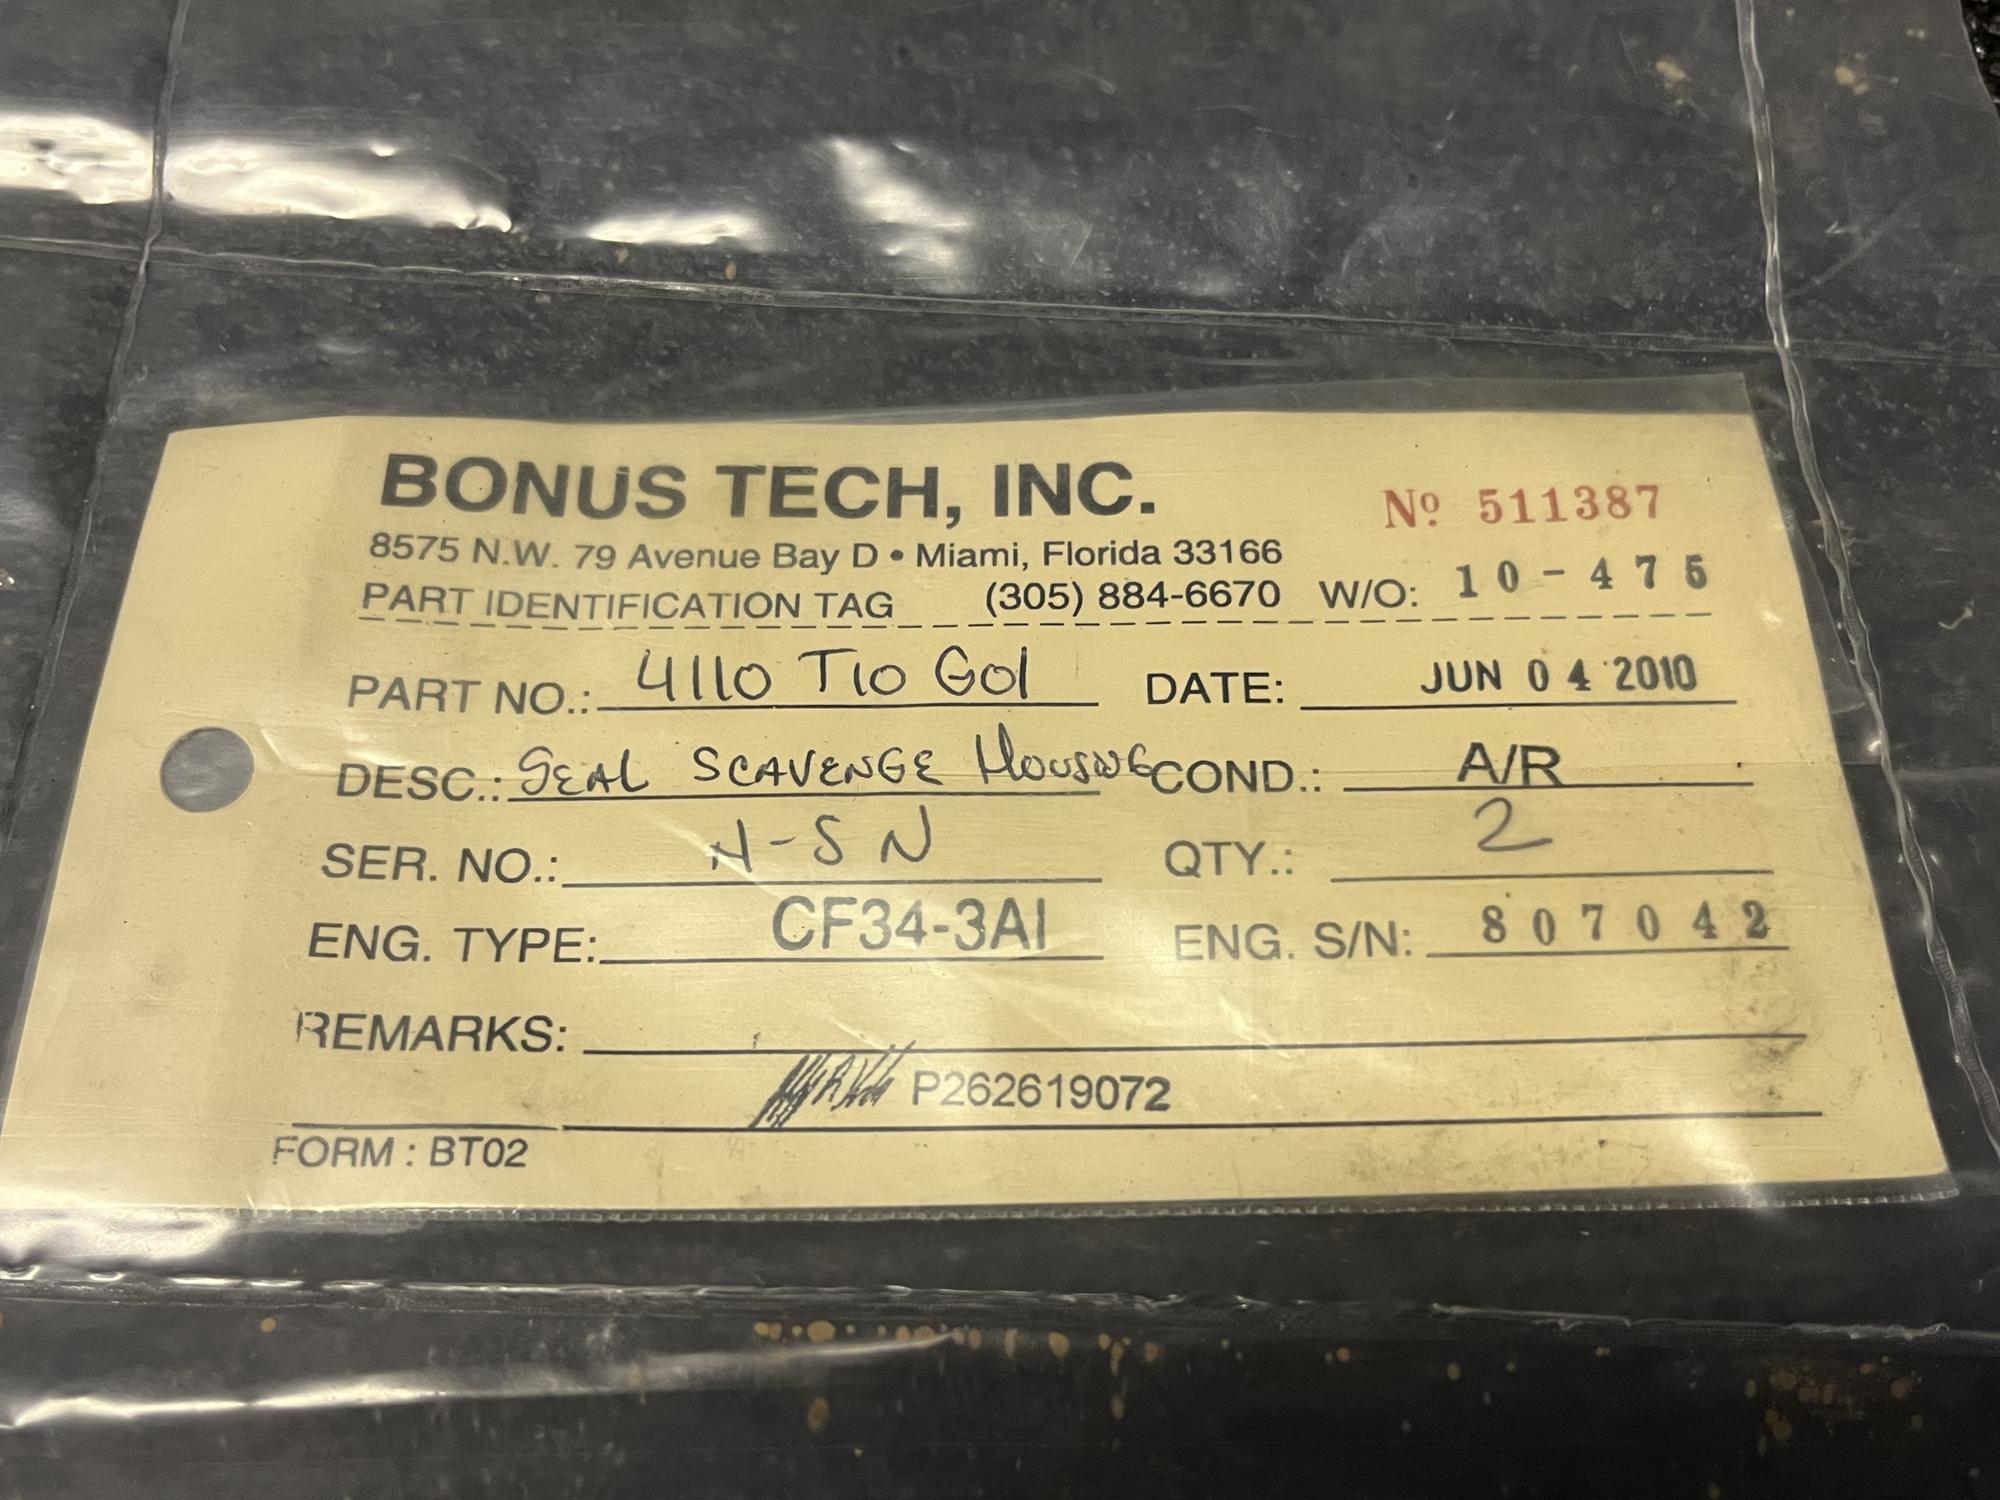 BONUS TECH, INC.
Nº 511387
8575 N.W. 79 Avenue Bay D • Miami, Florida 33166
PART IDENTIFICATION TAG (305) 884-6670 W/O: 10-475
PART NO.: 4110 T10 G01 DATE: JUN 04 2010
DESC.: SEAL SCAVENGE HOUSING COND.: A/R
SER. NO.: N-SN QTY.: 2
ENG. TYPE: CF34-3A1 ENG. S/N: 807042
REMARKS:
P262619072
FORM : BT02